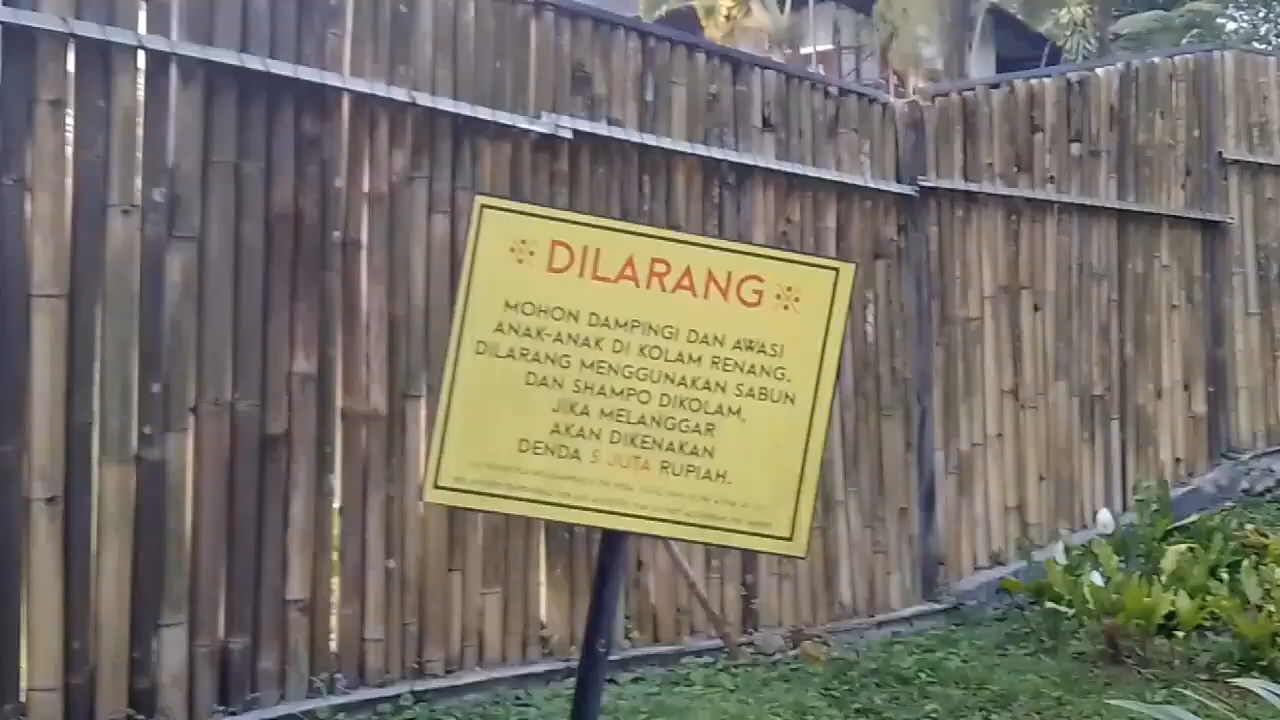 DILARANG
MOHON DAMPINGI DAN AWASI
ANAK-ANAK DI KOLAM RENANG.
DILARANG MENGGUNAKAN SABUN
DAN SHAMPO DIKOLAM,
JIKA MELANGGAR
AKAN DIKENAKAN
DENDA 5 JUTA RUPIAH.